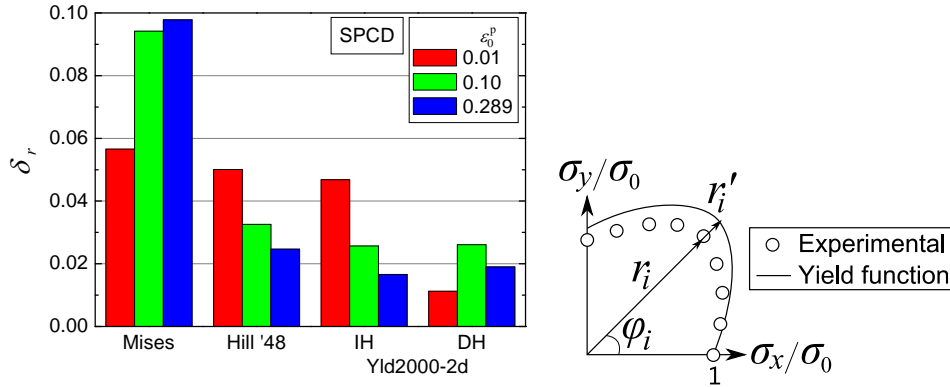 0.10
0.08
0.06
0.04
0.02
0.00
δr
SPCD
ε₀ᵖ
0.01
0.10
0.289
Mises Hill '48 IH DH
Yld2000-2d
σy/σ0
ri'
ri
φi
1
σx/σ0
Experimental
Yield function